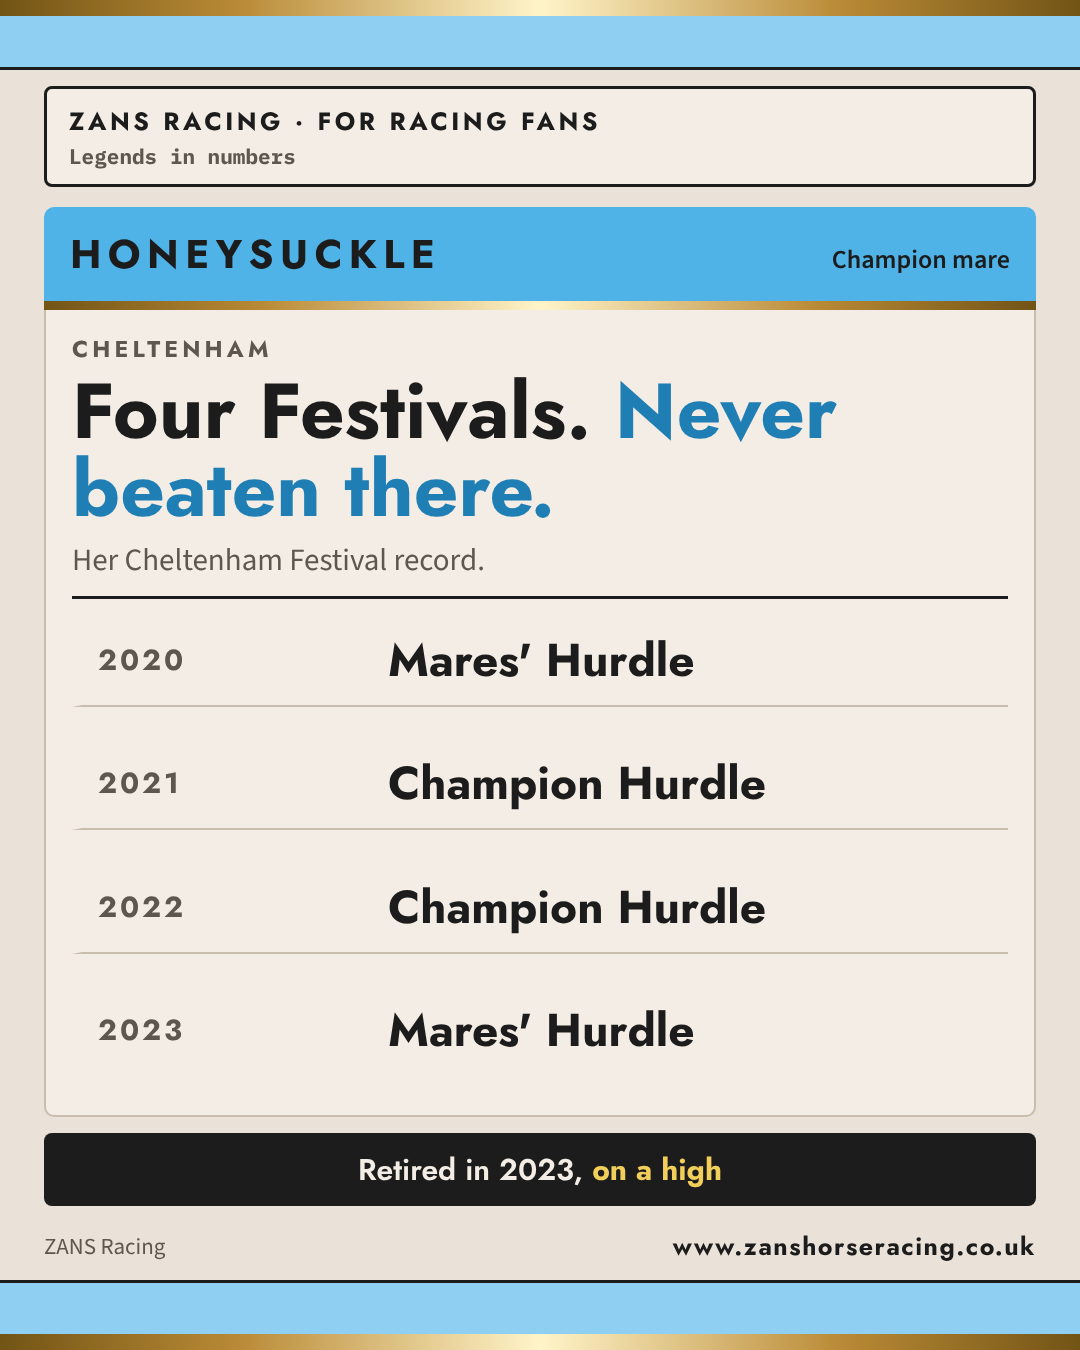 ZANS RACING · FOR RACING FANS
Legends in numbers
HONEYSUCKLE
Champion mare
CHELTENHAM
Four Festivals. Never
beaten there.
Her Cheltenham Festival record.
2020 Mares' Hurdle
2021 Champion Hurdle
2022 Champion Hurdle
2023 Mares' Hurdle
Retired in 2023, on a high
ZANS Racing
www.zanshorseracing.co.uk